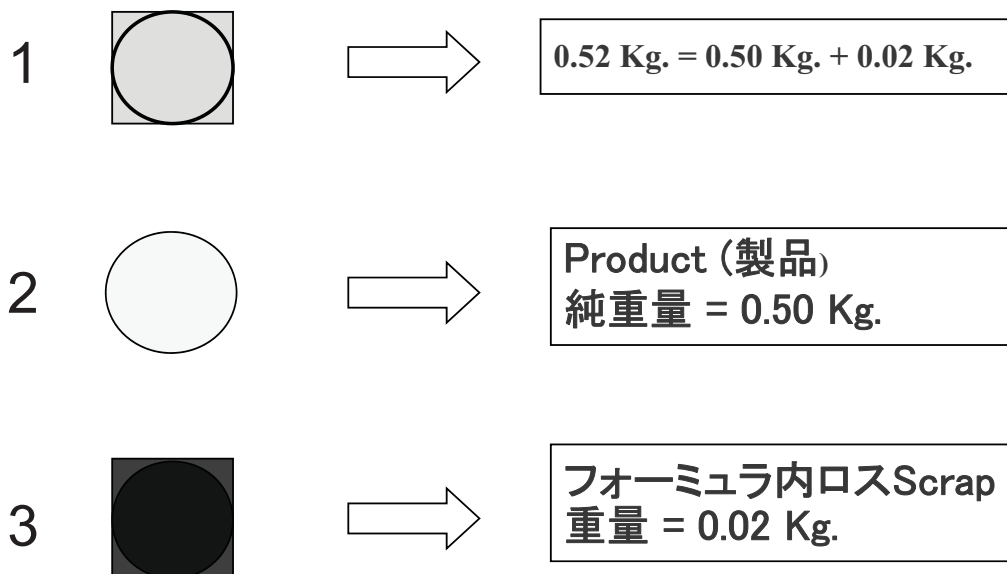 1
0.52 Kg. = 0.50 Kg. + 0.02 Kg.
2
Product (製品)
純重量 = 0.50 Kg.
3
フォーミュラ内ロスScrap
重量 = 0.02 Kg.